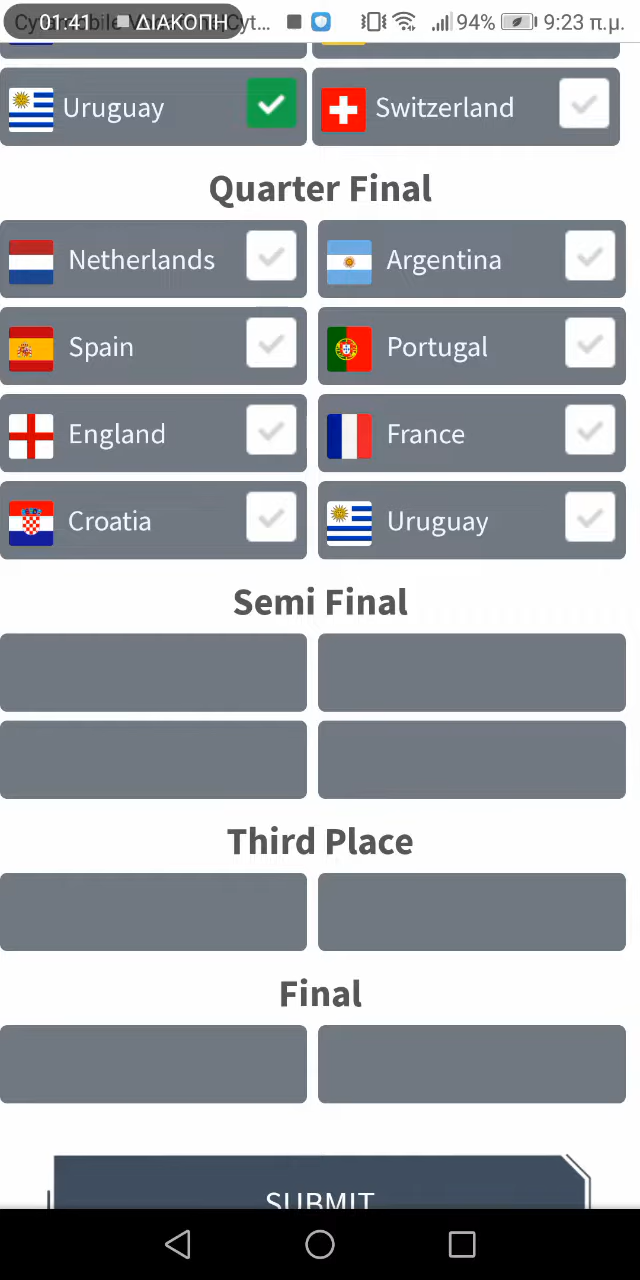 01:41 ΔΙΑΚΟΠΗ Cyt... 94% 9:23 π.μ.
Uruguay Switzerland
Quarter Final
Netherlands Argentina
Spain Portugal
England France
Croatia Uruguay
Semi Final
Third Place
Final
SUBMIT